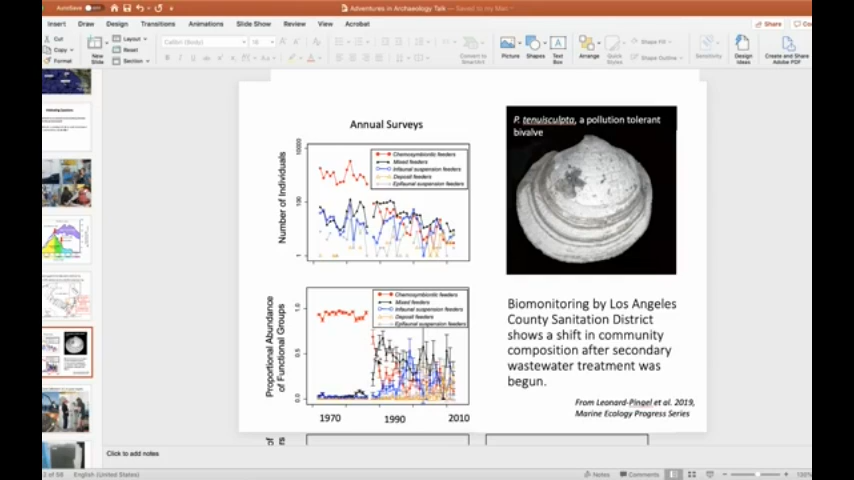 AutoSave OFF
Adventures in Archaeology Talk — Saved to my Mac
Insert Draw Design Transitions Animations Slide Show Review View Acrobat
Share
Cut
Copy
Format
New Slide
Layout
Reset
Section
Convert to SmartArt
Picture
Shapes
Text Box
Arrange
Quick Styles
Shape Fill
Shape Outline
Sensitivity
Design Ideas
Create and Share Adobe PDF
Annual Surveys
Number of Individuals
10000
100
1
Chemosymbiotic feeders
Mixed feeders
Infaunal suspension feeders
Deposit feeders
Epifaunal suspension feeders
Proportional Abundance
of Functional Groups
1.0
0.5
0.0
Chemosymbiotic feeders
Mixed feeders
Infaunal suspension feeders
Deposit feeders
Epifaunal suspension feeders
1970 1990 2010
P. tenuisculpta, a pollution tolerant
bivalve
Biomonitoring by Los Angeles
County Sanitation District
shows a shift in community
composition after secondary
wastewater treatment was
begun.
From Leonard-Pingel et al. 2019,
Marine Ecology Progress Series
Click to add notes
of 58
English (United States)
Notes
Comments